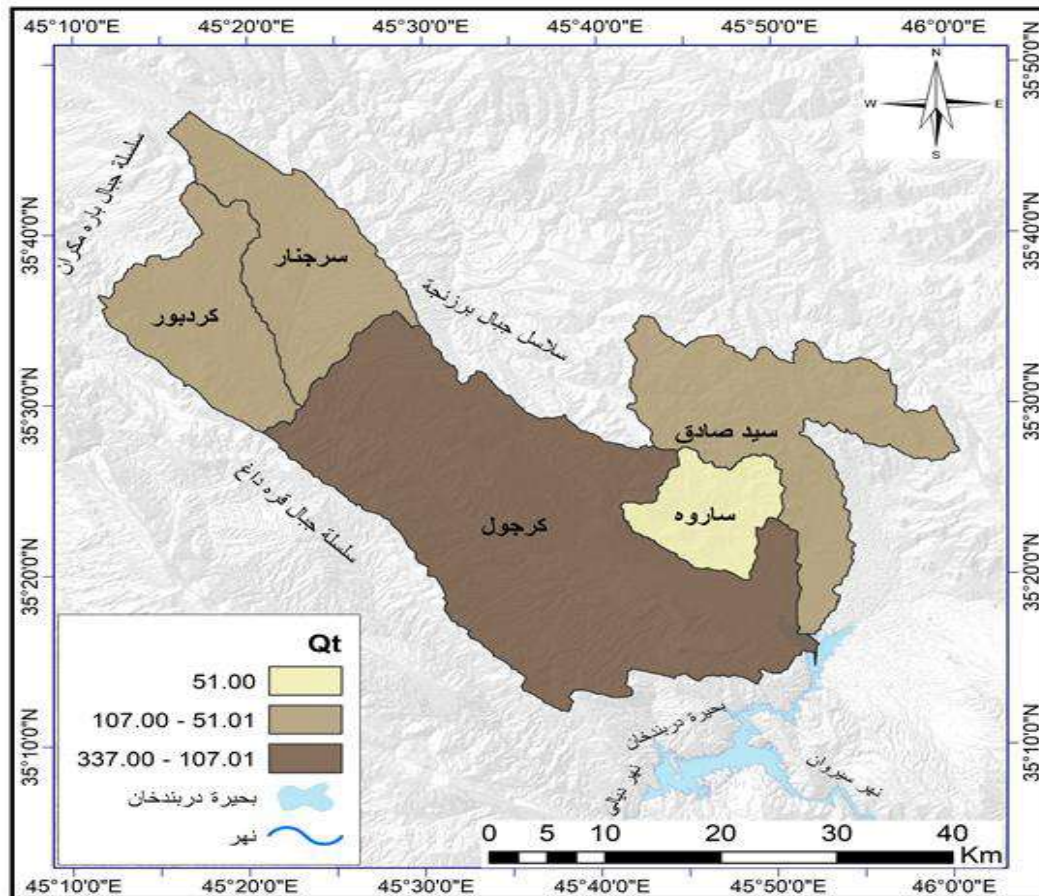 45°10'0"E 45°20'0"E 45°30'0"E 45°40'0"E 45°50'0"E 46°0'0"E
35°50'0"N
35°40'0"N
35°40'0"N
35°30'0"N
35°30'0"N
35°20'0"N
35°20'0"N
35°10'0"N
35°10'0"N
N
W E
S
سلسلة جبال باره مكران
سرجنار
كرديور
سلاسل جبال برزنجة
سيد صادق
ساروه
كرجول
سلسلة جبال قره داغ
بحيرة دربندخان
نهر سيروان
نهر ديالى
Qt
51.00
107.00 - 51.01
337.00 - 107.01
بحيرة دربندخان
نهر
0 5 10 20 30 40
Km
45°10'0"E 45°20'0"E 45°30'0"E 45°40'0"E 45°50'0"E 46°0'0"E